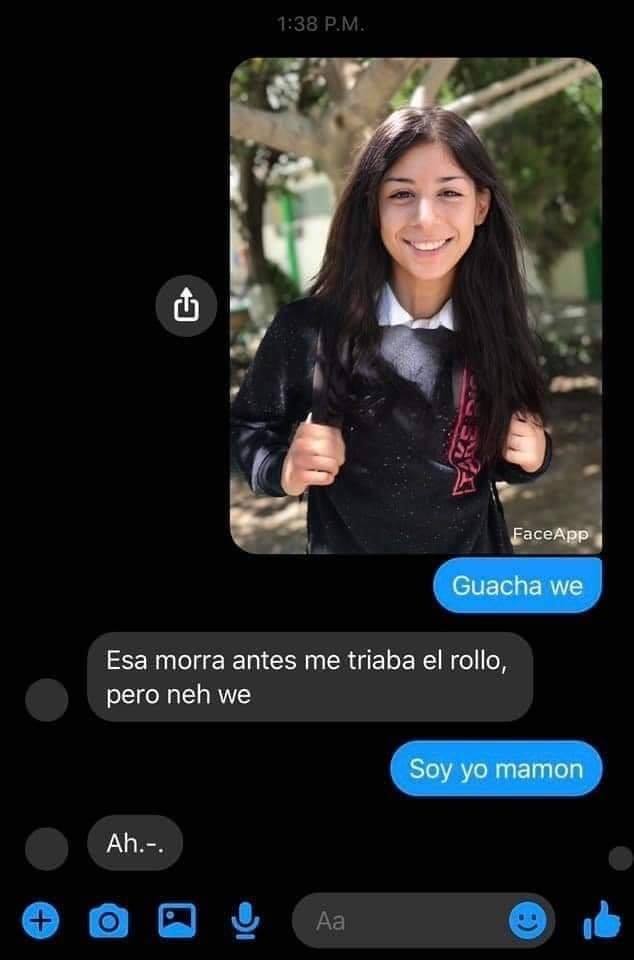 1:38 P.M.
FaceApp
Guacha we
Esa morra antes me triaba el rollo,
pero neh we
Soy yo mamon
Ah.-.
Aa